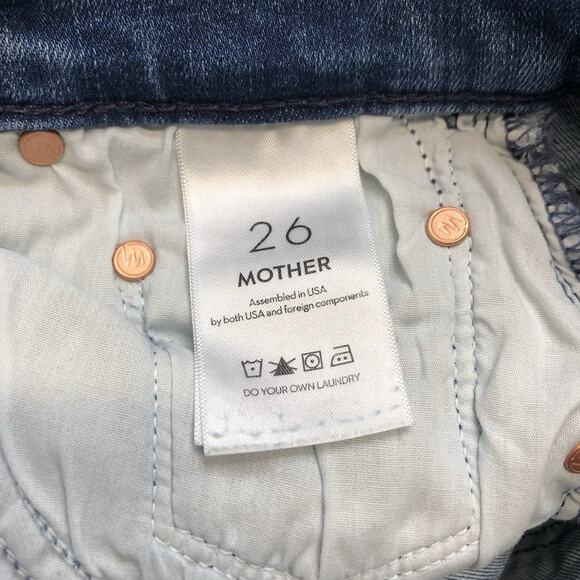 26
MOTHER
Assembled in USA
by both USA and foreign components
DO YOUR OWN LAUNDRY